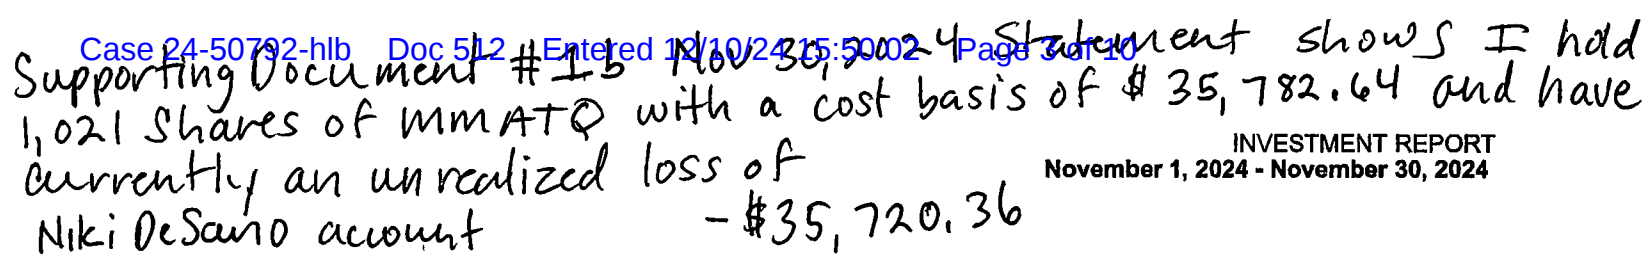 Case 24-50792-hlb Doc 512 Entered 12/10/24 15:50:02 Page 3 of 10
Supporting Document #1b Nov 30, 2024 Statement shows I hold
1,021 shares of MMATQ with a cost basis of $35,782.64 and have
INVESTMENT REPORT
November 1, 2024 - November 30, 2024
currently an unrealized loss of
-$35,720.36
Niki DeSano account